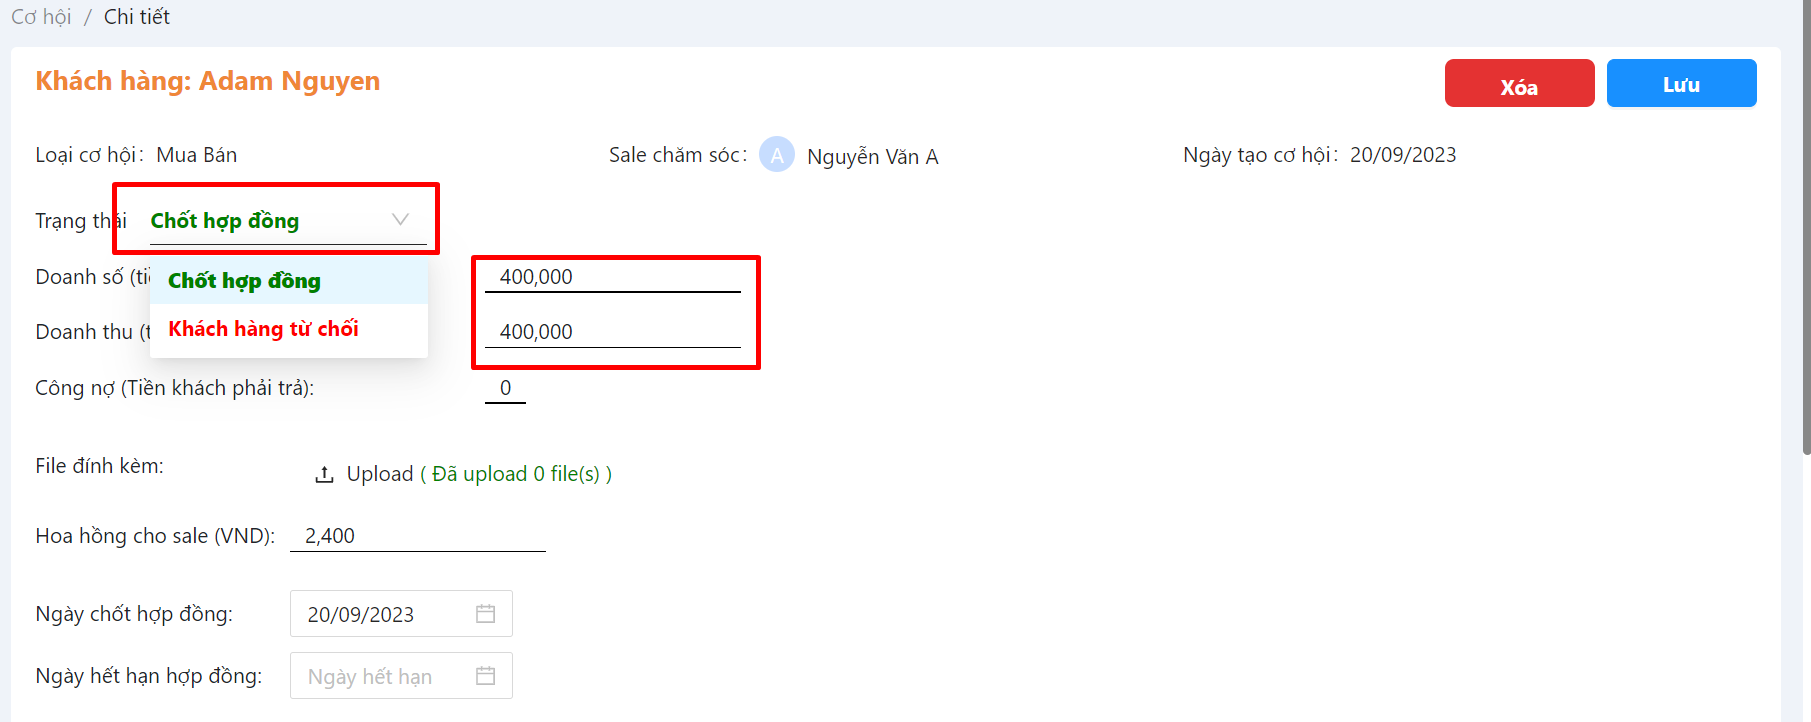 Cơ hội / Chi tiết
Khách hàng: Adam Nguyen
Xóa
Lưu
Loại cơ hội: Mua Bán
Sale chăm sóc: A Nguyễn Văn A
Ngày tạo cơ hội: 20/09/2023
Trạng thái Chốt hợp đồng
Doanh số 400,000
Chốt hợp đồng
Doanh thu 400,000
Khách hàng từ chối
Công nợ (Tiền khách phải trả): 0
File đính kèm: Upload ( Đã upload 0 file(s) )
Hoa hồng cho sale (VND): 2,400
Ngày chốt hợp đồng: 20/09/2023
Ngày hết hạn hợp đồng: Ngày hết hạn